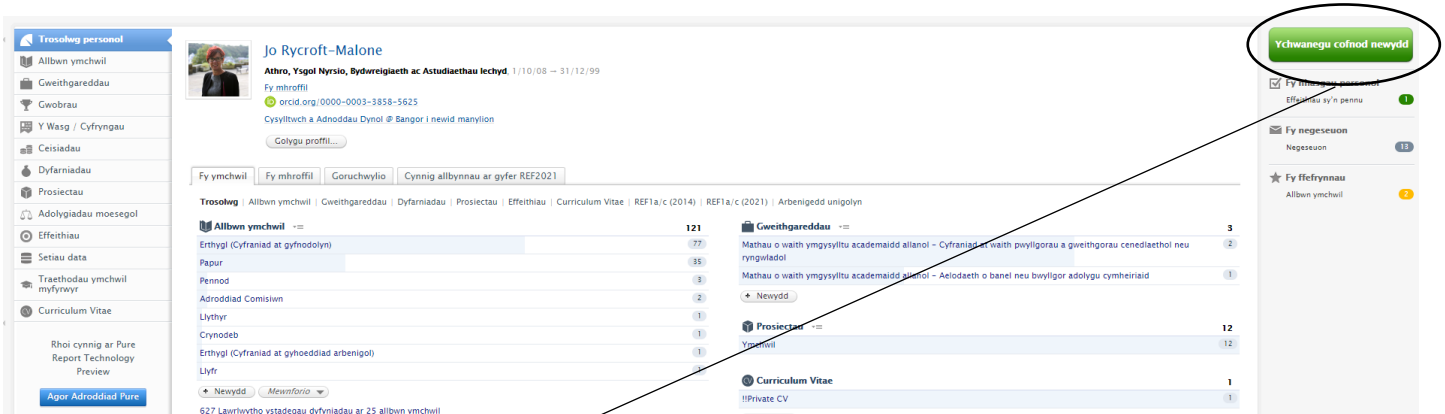 Trosolwg personol
Allbwn ymchwil
Gweithgareddau
Gwobrau
Y Wasg / Cyfryngau
Ceisiadau
Dyfarniadau
Prosiectau
Adolygiadau moesegol
Effeithiau
Setiau data
Traethodau ymchwil
myfyrwyr
Curriculum Vitae
Rhoi cynnig ar Pure
Report Technology
Preview
Agor Adroddiad Pure
Jo Rycroft-Malone
Athro, Ysgol Nyrsio, Bydwreigiaeth ac Astudiaethau Iechyd, 1/10/08 → 31/12/99
Fy mhroffil
orcid.org/0000-0003-3858-5625
Cysylltwch a Adnoddau Dynol @ Bangor i newid manylion
Golygu proffil...
Fy ymchwil Fy mhroffil Goruchwylio Cynnig allbynnau ar gyfer REF2021
Trosolwg | Allbwn ymchwil | Gweithgareddau | Dyfarniadau | Prosiectau | Effeithiau | Curriculum Vitae | REF1a/c (2014) | REF1a/c (2021) | Arbenigedd unigolyn
Allbwn ymchwil 121
Erthygl (Cyfraniad at gyfnodolyn) 77
Papur 35
Pennod 3
Adroddiad Comisiwn 2
Llythyr 1
Crynodeb 1
Erthygl (Cyfraniad at gyhoeddiad arbenigol) 1
Llyfr
+ Newydd Mewnforio
627 Lawrlwytho ystadegau dyfyniadau ar 25 allbwn ymchwil
Gweithgareddau 3
Mathau o waith ymgysylltu academaidd allanol - Cyfraniad at waith pwyllgorau a gweithgorau cenedlaethol neu 2
ryngwladol
Mathau o waith ymgysylltu academaidd allanol - Aelodaeth o banel neu bwyllgor adolygu cymheiriaid 1
+ Newydd
Prosiectau 12
Ymchwil 12
Curriculum Vitae 1
!!Private CV 1
Ychwanegu cofnod newydd
Fy nhasgau personol
Effeithiau sy'n pennu 1
Fy negeseuon
Negeseuon 13
Fy ffefrynnau
Allbwn ymchwil 2